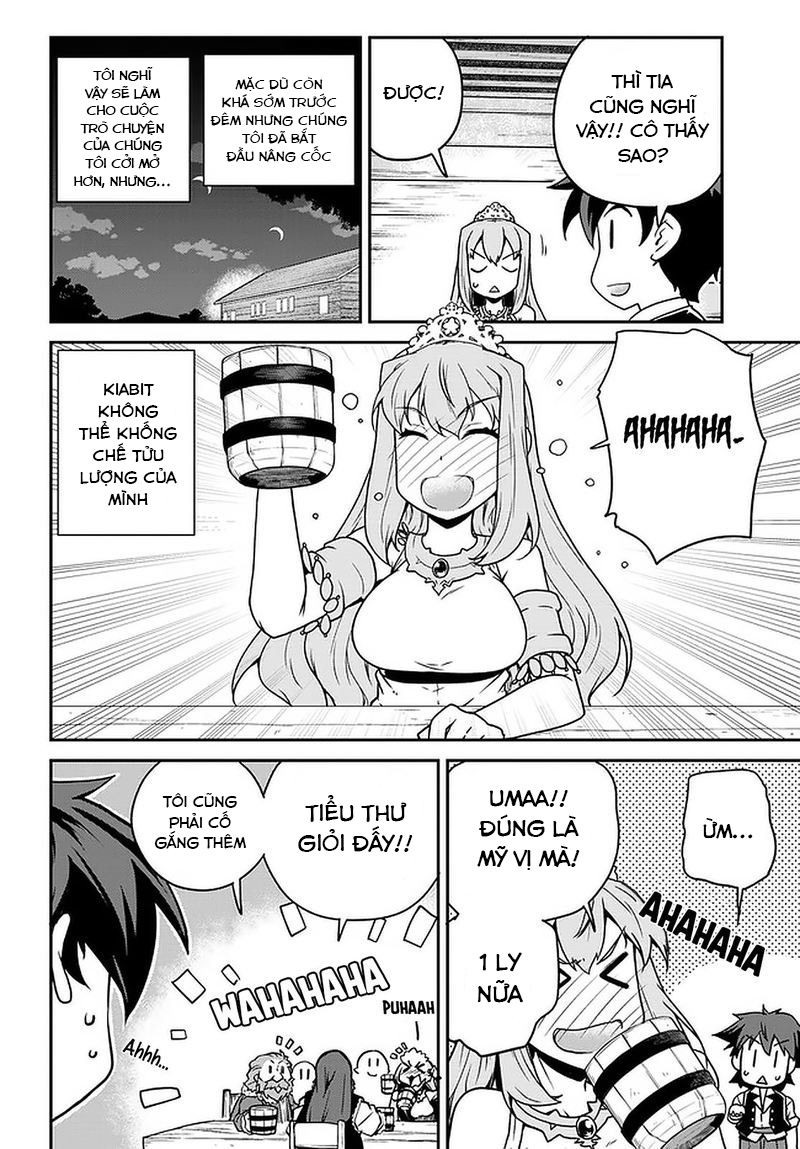 THÌ TIA
CŨNG NGHĨ
VẬY!! CÔ THẤY
SAO?
ĐƯỢC!
MẶC DÙ CÒN
KHÁ SỚM TRƯỚC
ĐÊM NHƯNG CHÚNG
TÔI ĐÃ BẮT
ĐẦU NÂNG CỐC
TÔI NGHĨ
VẬY SẼ LÀM
CHO CUỘC
TRÒ CHUYỆN
CỦA CHÚNG
TÔI CỞI MỞ
HƠN, NHƯNG...
AHAHAHA..
KIABIT
KHÔNG
THỂ KHỐNG
CHẾ TỬU
LƯỢNG CỦA
MÌNH
ỪM...
UMAA!!
ĐÚNG LÀ
MỸ VỊ MÀ!
1 LY
NỮA
AHAHAHA
TIỂU THƯ
GIỎI ĐẤY!!
TÔI CŨNG
PHẢI CỐ
GẮNG THÊM
WAHAHAHA
PUHAAH
Ahhh...